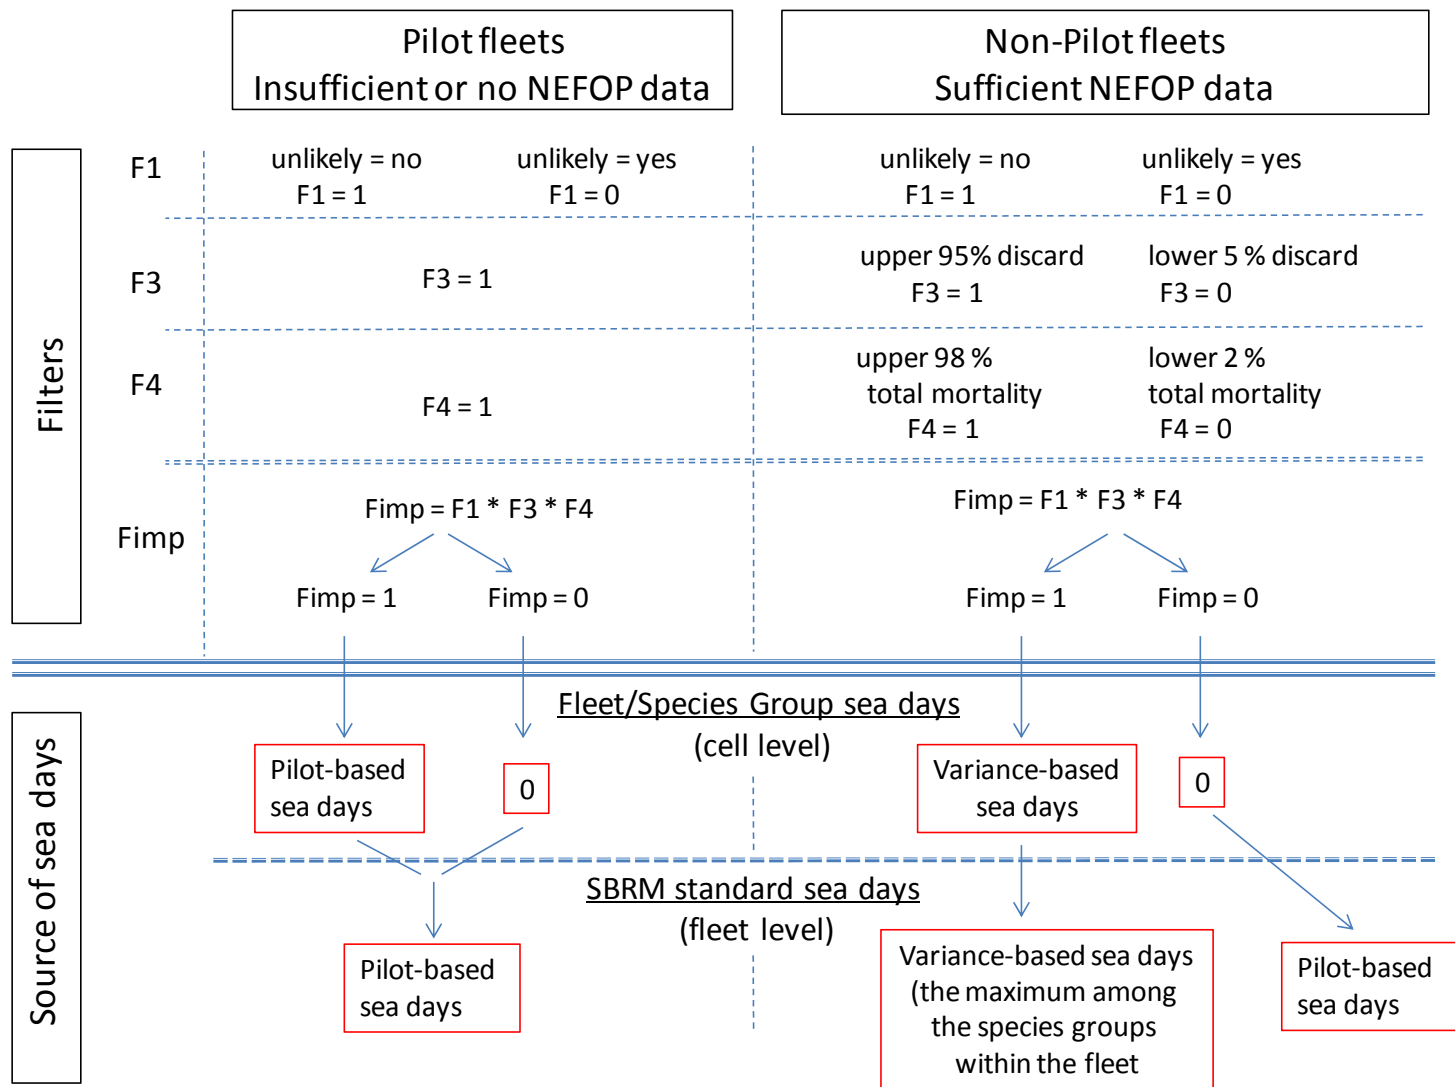 Pilot fleets
Insufficient or no NEFOP data
Non-Pilot fleets
Sufficient NEFOP data
Filters
F1
unlikely = no
F1 = 1
unlikely = yes
F1 = 0
unlikely = no
F1 = 1
unlikely = yes
F1 = 0
F3
F3 = 1
upper 95% discard
F3 = 1
lower 5 % discard
F3 = 0
F4
F4 = 1
upper 98 %
total mortality
F4 = 1
lower 2 %
total mortality
F4 = 0
Fimp
Fimp = F1 * F3 * F4
Fimp = 1
Fimp = 0
Fimp = F1 * F3 * F4
Fimp = 1
Fimp = 0
Source of sea days
Fleet/Species Group sea days
(cell level)
Pilot-based
sea days
0
Variance-based
sea days
0
SBRM standard sea days
(fleet level)
Pilot-based
sea days
Variance-based sea days
(the maximum among
the species groups
within the fleet
Pilot-based
sea days